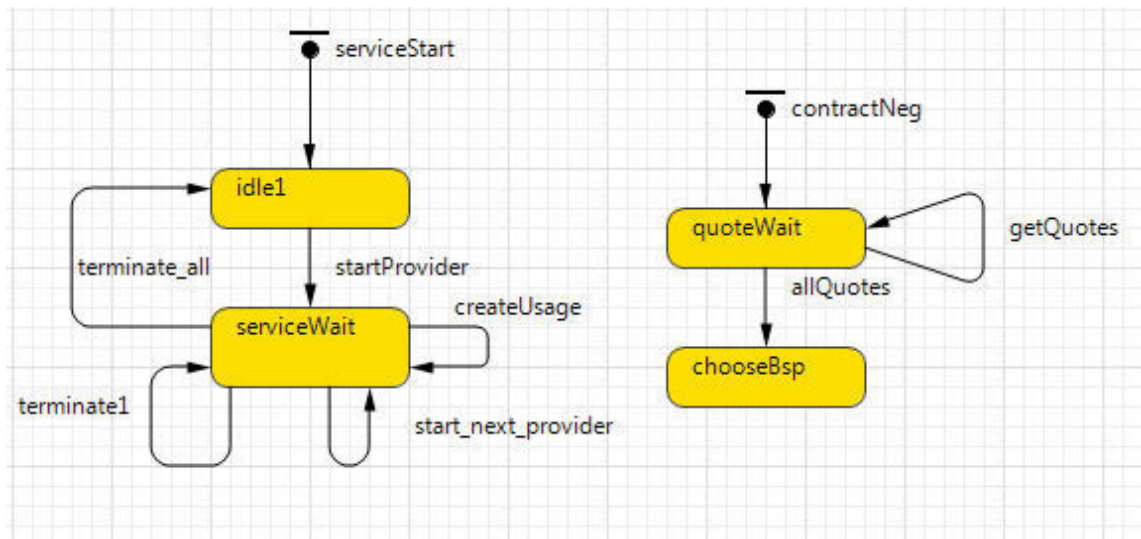 serviceStart
contractNeg
idle1
quoteWait
getQuotes
terminate_all
startProvider
allQuotes
createUsage
serviceWait
chooseBsp
terminate1
start_next_provider